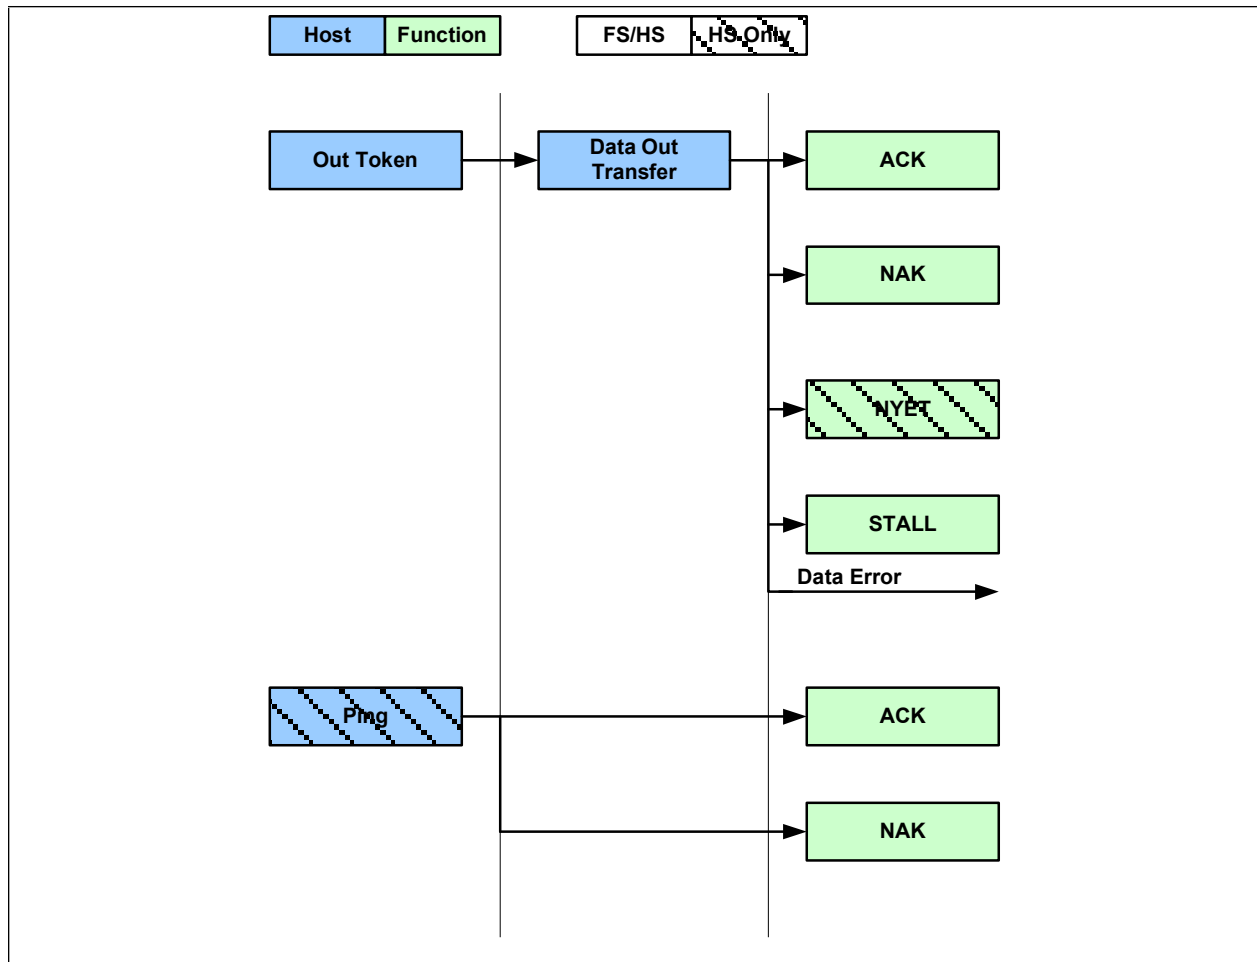 Host
Function
FS/HS
HS Only
Out Token
Data Out
Transfer
ACK
NAK
NYET
STALL
Data Error
Ping
ACK
NAK